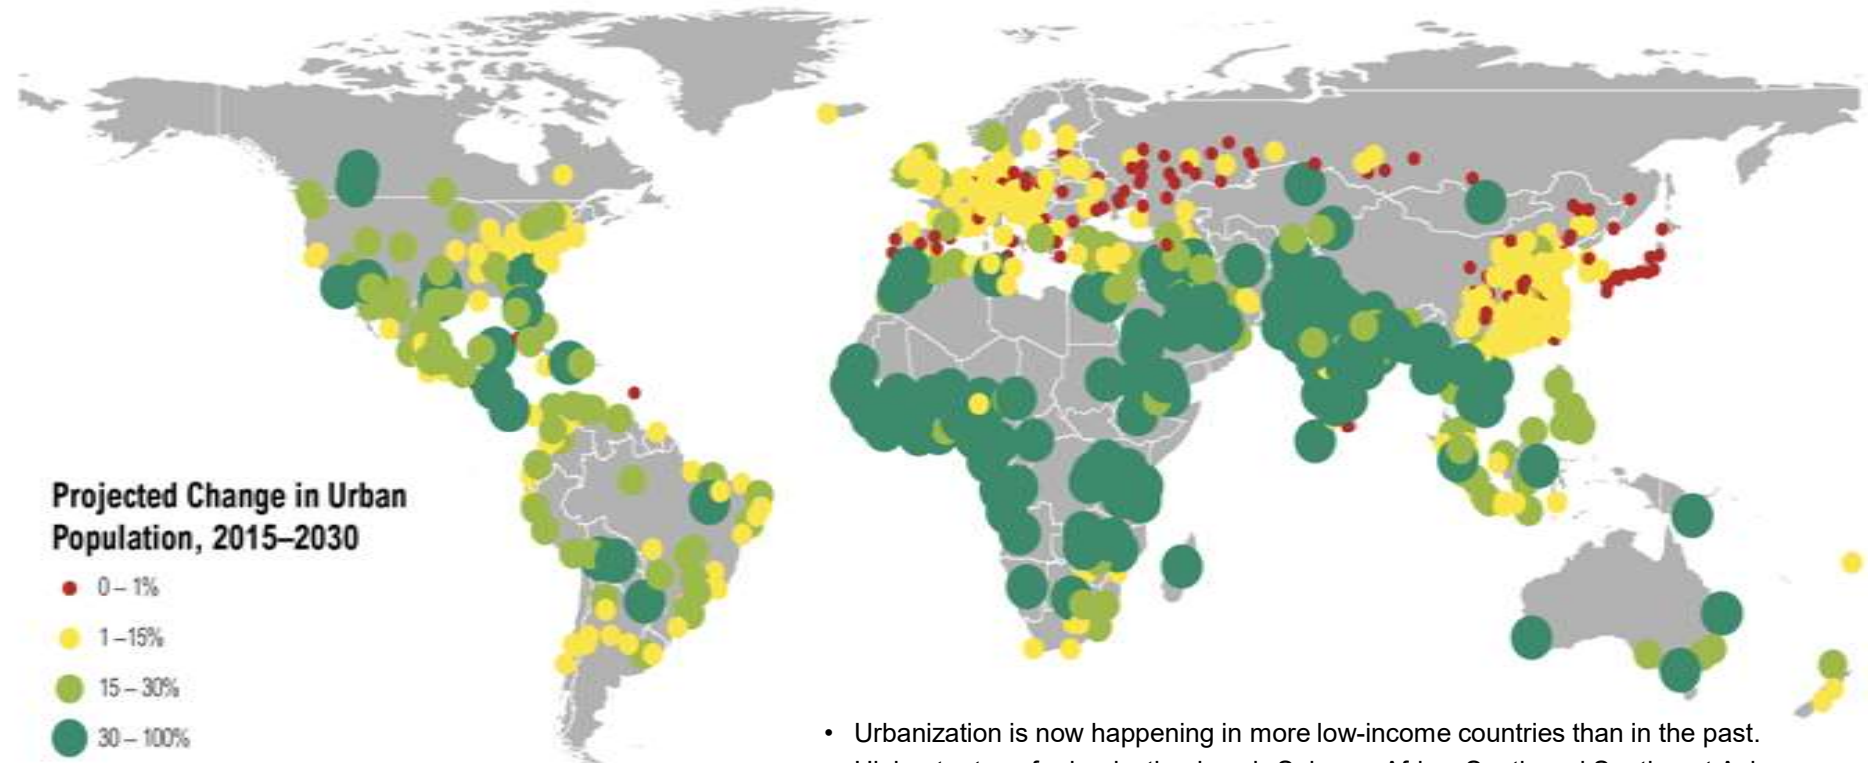 Projected Change in Urban
Population, 2015–2030
0 – 1%
1 –15%
15 – 30%
30 – 100%
• Urbanization is now happening in more low-income countries than in the past.